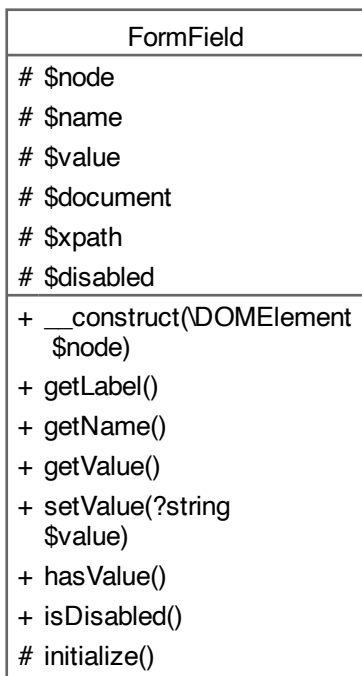 FormField
# $node
# $name
# $value
# $document
# $xpath
# $disabled
+ __construct(\DOMElement
$node)
+ getLabel()
+ getName()
+ getValue()
+ setValue(?string
$value)
+ hasValue()
+ isDisabled()
# initialize()